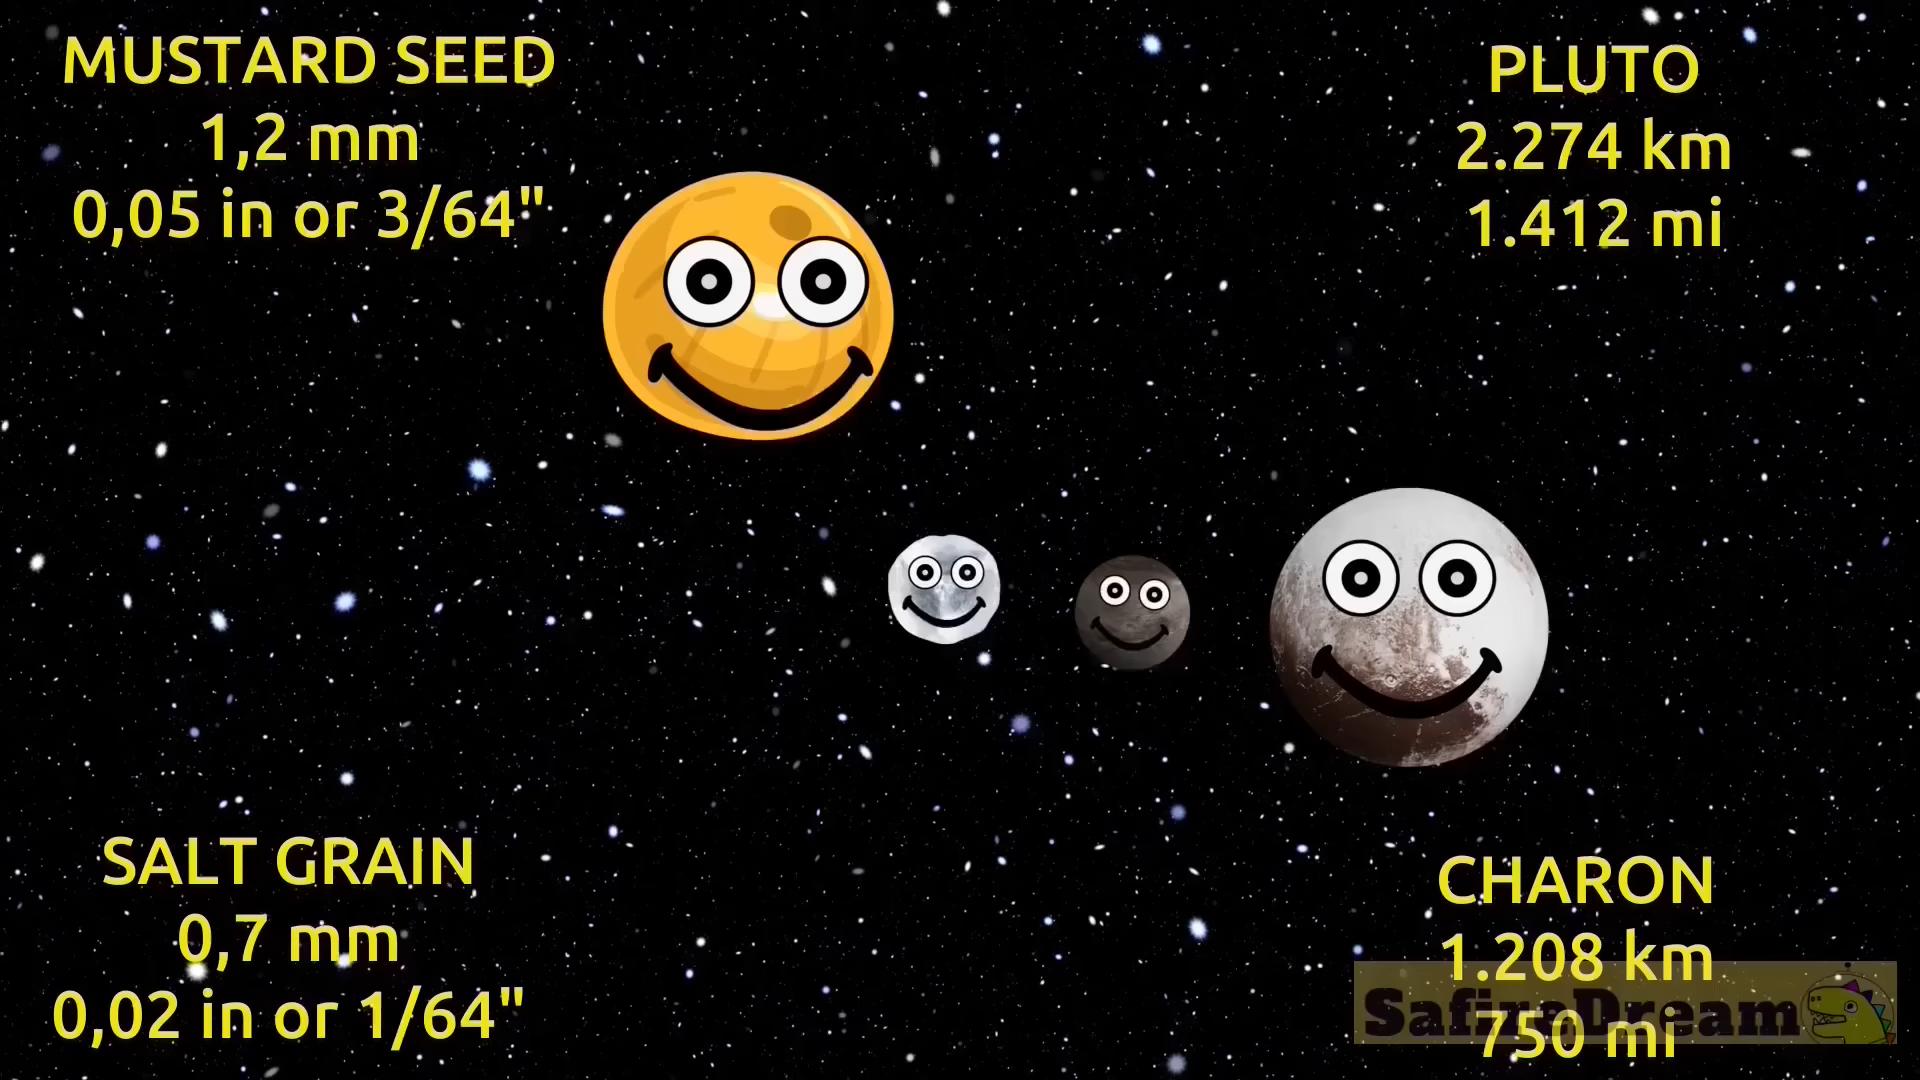 MUSTARD SEED
1,2 mm
0,05 in or 3/64"
PLUTO
2.274 km
1.412 mi
SALT GRAIN
0,7 mm
0,02 in or 1/64"
CHARON
1.208 km
750 mi
SafireDream